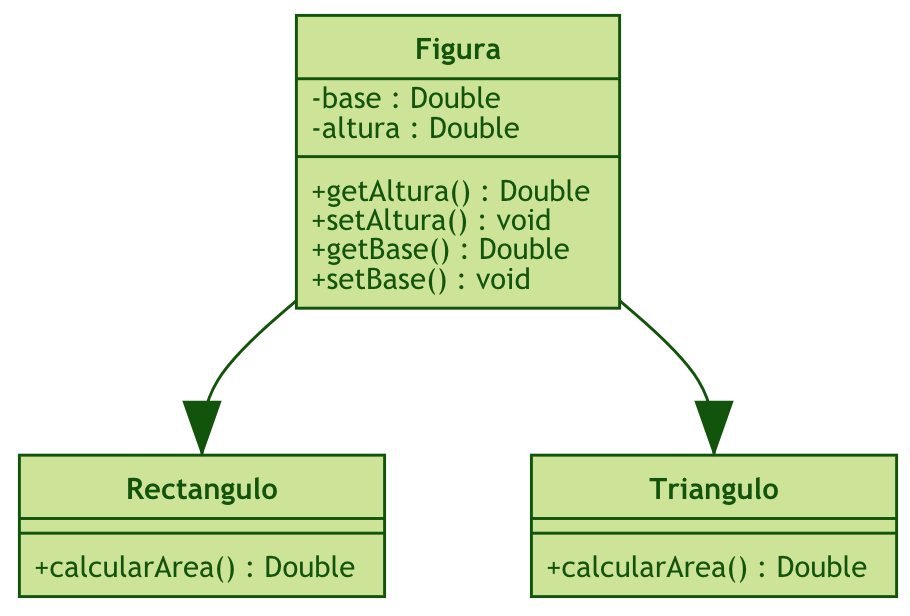 Figura
-base : Double
-altura : Double
+getAltura() : Double
+setAltura() : void
+getBase() : Double
+setBase() : void
Rectangulo
+calcularArea() : Double
Triangulo
+calcularArea() : Double